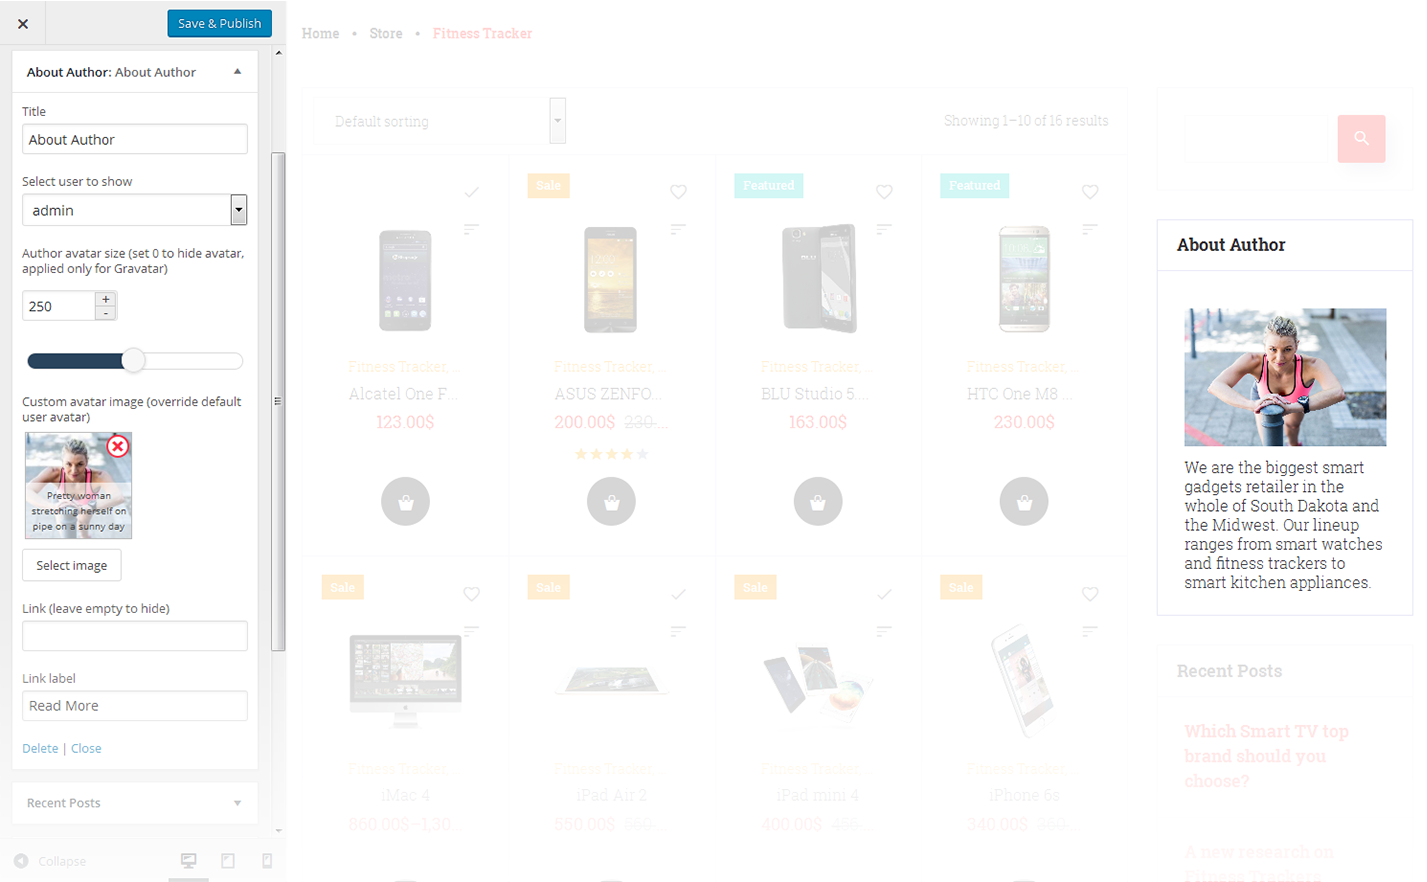 Save & Publish
About Author: About Author
Title
About Author
Select user to show
admin
Author avatar size (set 0 to hide avatar,
applied only for Gravatar)
250
+
-
Custom avatar image (override default
user avatar)
Pretty woman
stretching herself on
pipe on a sunny day
Select image
Link (leave empty to hide)
Link label
Read More
Delete | Close
Recent Posts
Collapse
Home • Store • Fitness Tracker
Default sorting
Showing 1–10 of 16 results
Sale
Featured
Featured
Fitness Tracker, ...
Fitness Tracker, ...
Fitness Tracker, ...
Fitness Tracker, ...
Alcatel One F...
ASUS ZENFO...
BLU Studio 5....
HTC One M8 ...
123.00$
200.00$ 230....
163.00$
230.00$
Sale
Sale
Sale
Sale
Fitness Tracker, ...
Fitness Tracker, ...
Fitness Tracker, ...
Fitness Tracker, ...
iMac 4
iPad Air 2
iPad mini 4
iPhone 6s
860.00$–1,30...
550.00$
400.00$
340.00$
About Author
We are the biggest smart
gadgets retailer in the
whole of South Dakota and
the Midwest. Our lineup
ranges from smart watches
and fitness trackers to
smart kitchen appliances.
Recent Posts
Which Smart TV top
brand should you
choose?
A new research on
Fitness Trackers